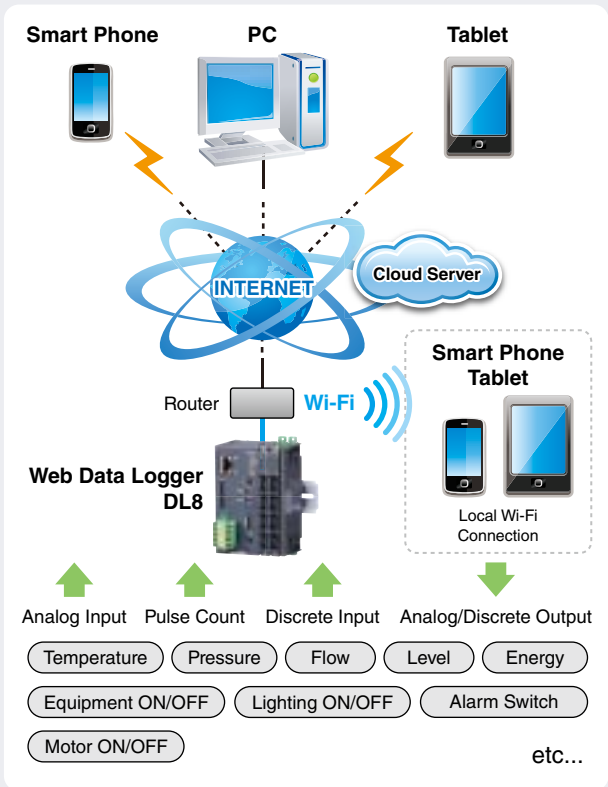 Smart Phone
PC
Tablet
INTERNET
Cloud Server
Smart Phone
Tablet
Router
Wi-Fi
Web Data Logger
DL8
Local Wi-Fi
Connection
Analog Input
Pulse Count
Discrete Input
Analog/Discrete Output
Temperature
Pressure
Flow
Level
Energy
Equipment ON/OFF
Lighting ON/OFF
Alarm Switch
Motor ON/OFF
etc...